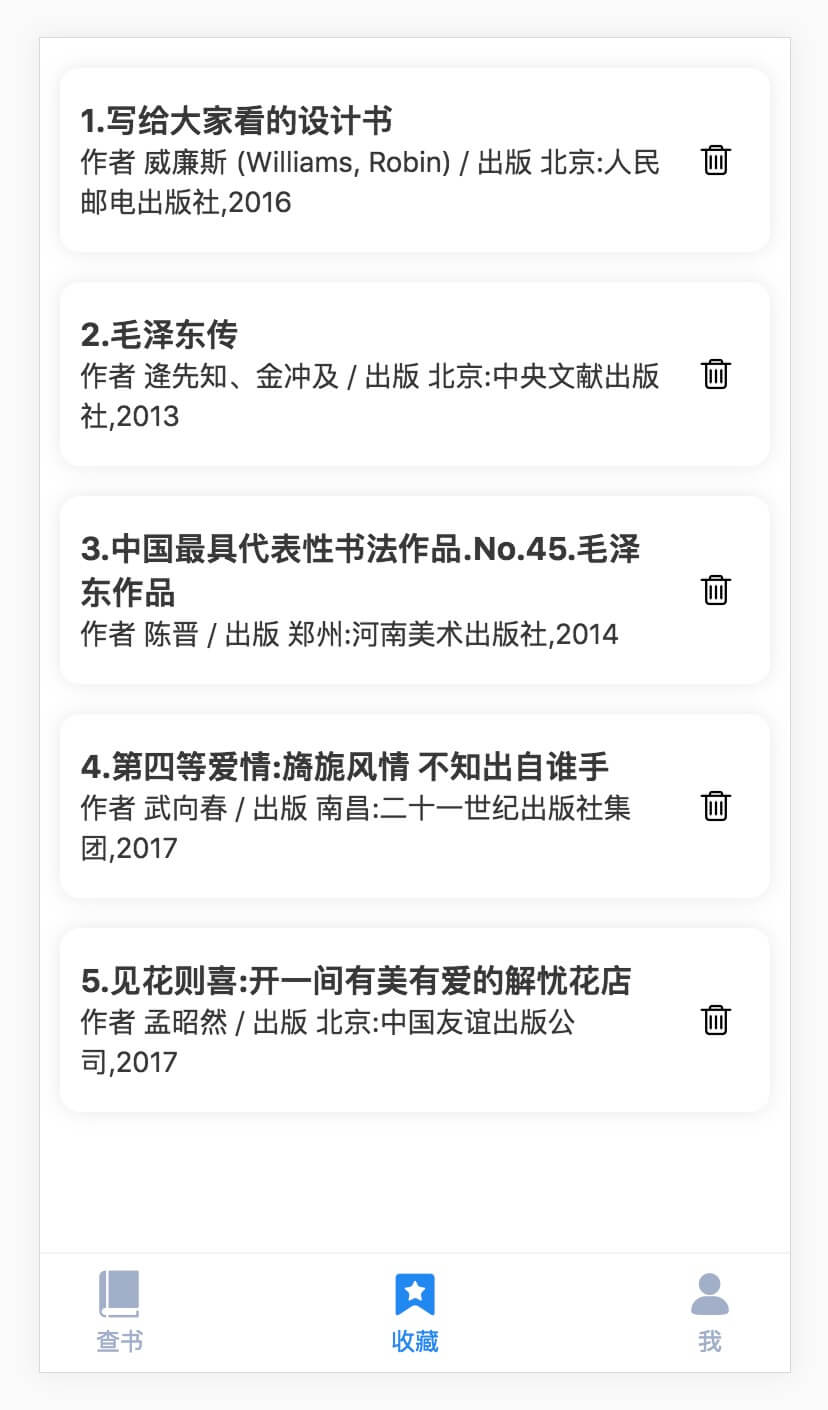 1.写给大家看的设计书
作者 威廉斯 (Williams, Robin) / 出版 北京:人民
邮电出版社,2016
2.毛泽东传
作者 逄先知、金冲及 / 出版 北京:中央文献出版
社,2013
3.中国最具代表性书法作品.No.45.毛泽
东作品
作者 陈晋 / 出版 郑州:河南美术出版社,2014
4.第四等爱情:旖旎风情 不知出自谁手
作者 武向春 / 出版 南昌:二十一世纪出版社集
团,2017
5.见花则喜:开一间有美有爱的解忧花店
作者 孟昭然 / 出版 北京:中国友谊出版公
司,2017
查书
收藏
我